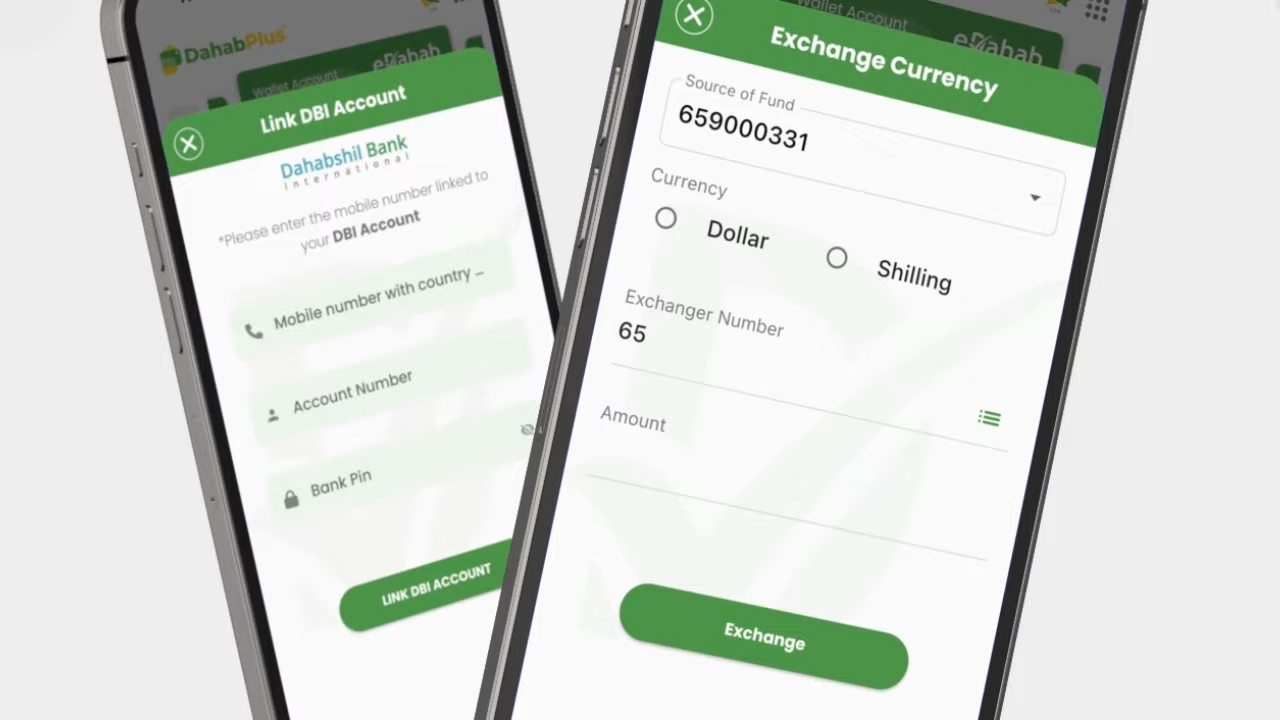 DahabPlus
Wallet Account
eDahab
Link DBI Account
Dahabshil Bank
International
*Please enter the mobile number linked to
your DBI Account
Mobile number with country ...
Account Number
Bank Pin
LINK DBI ACCOUNT
Wallet Account
eDahab
Exchange Currency
Source of Fund
659000331
Currency
Dollar
Shilling
Exchanger Number
65
Amount
Exchange